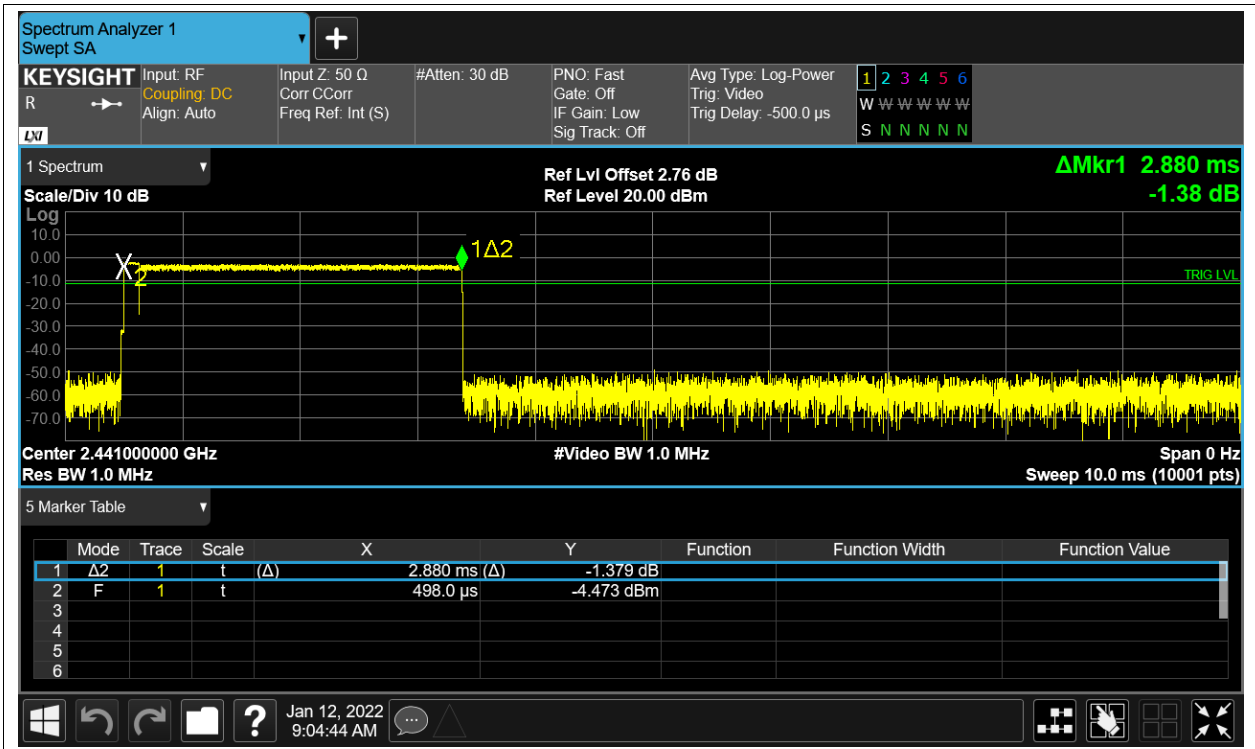 Spectrum Analyzer 1
Swept SA
KEYSIGHT Input: RF Input Z: 50 Ω #Atten: 30 dB PNO: Fast Avg Type: Log-Power 1 2 3 4 5 6
R Coupling: DC Corr CCorr Gate: Off Trig: Video
Align: Auto Freq Ref: Int (S) IF Gain: Low Trig Delay: -500.0 µs W W W W W W
LXI Sig Track: Off S N N N N N
1 Spectrum Ref Lvl Offset 2.76 dB ΔMkr1 2.880 ms
Scale/Div 10 dB Ref Level 20.00 dBm -1.38 dB
Log
10.0 1Δ2
0.00 X
-10.0 2 TRIG LVL
-20.0
-30.0
-40.0
-50.0
-60.0
-70.0
Center 2.441000000 GHz #Video BW 1.0 MHz Span 0 Hz
Res BW 1.0 MHz Sweep 10.0 ms (10001 pts)
5 Marker Table
Mode Trace Scale X Y Function Function Width Function Value
1 Δ2 1 t (Δ) 2.880 ms (Δ) -1.379 dB
2 F 1 t 498.0 µs -4.473 dBm
3
4
5
6
? Jan 12, 2022
9:04:44 AM